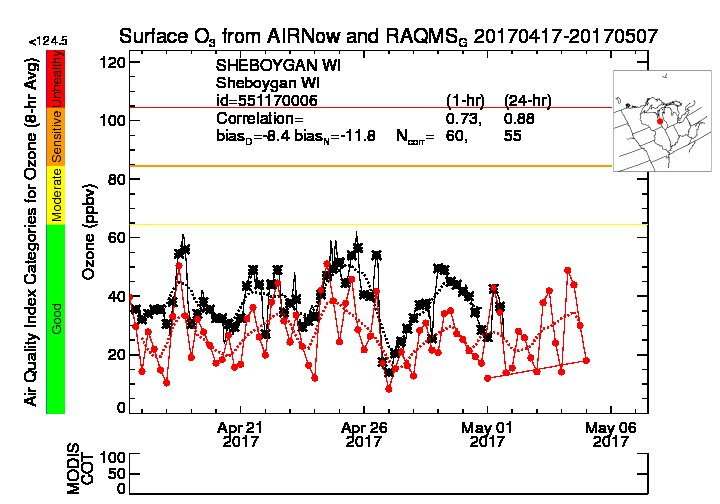 Surface O3 from AIRNow and RAQMSG 20170417-20170507
<124.5
SHEBOYGAN WI
Sheboygan WI
id=551170006 (1-hr) (24-hr)
Correlation= 0.73, 0.88
biasD=-8.4 biasN=-11.8 Ncorr= 60, 55
Air Quality Index Categories for Ozone (8-hr Avg)
Good Moderate Sensitive Unhealthy
Ozone (ppbv)
120
100
80
60
40
20
0
Apr 21 Apr 26 May 01 May 06
2017 2017 2017 2017
MODIS
COT
100
50
0